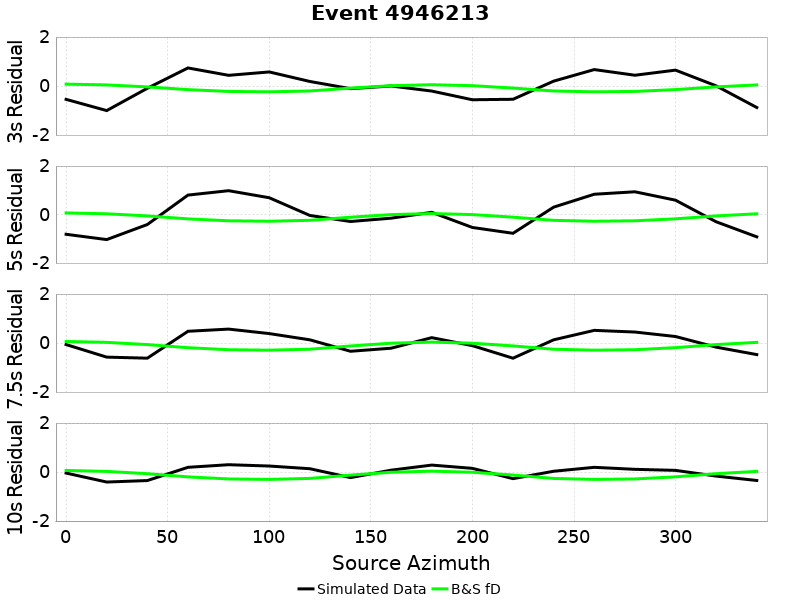 Event 4946213
3s Residual
2
0
-2
5s Residual
2
0
-2
7.5s Residual
2
0
-2
10s Residual
2
0
-2
0 50 100 150 200 250 300
Source Azimuth
Simulated Data B&S fD